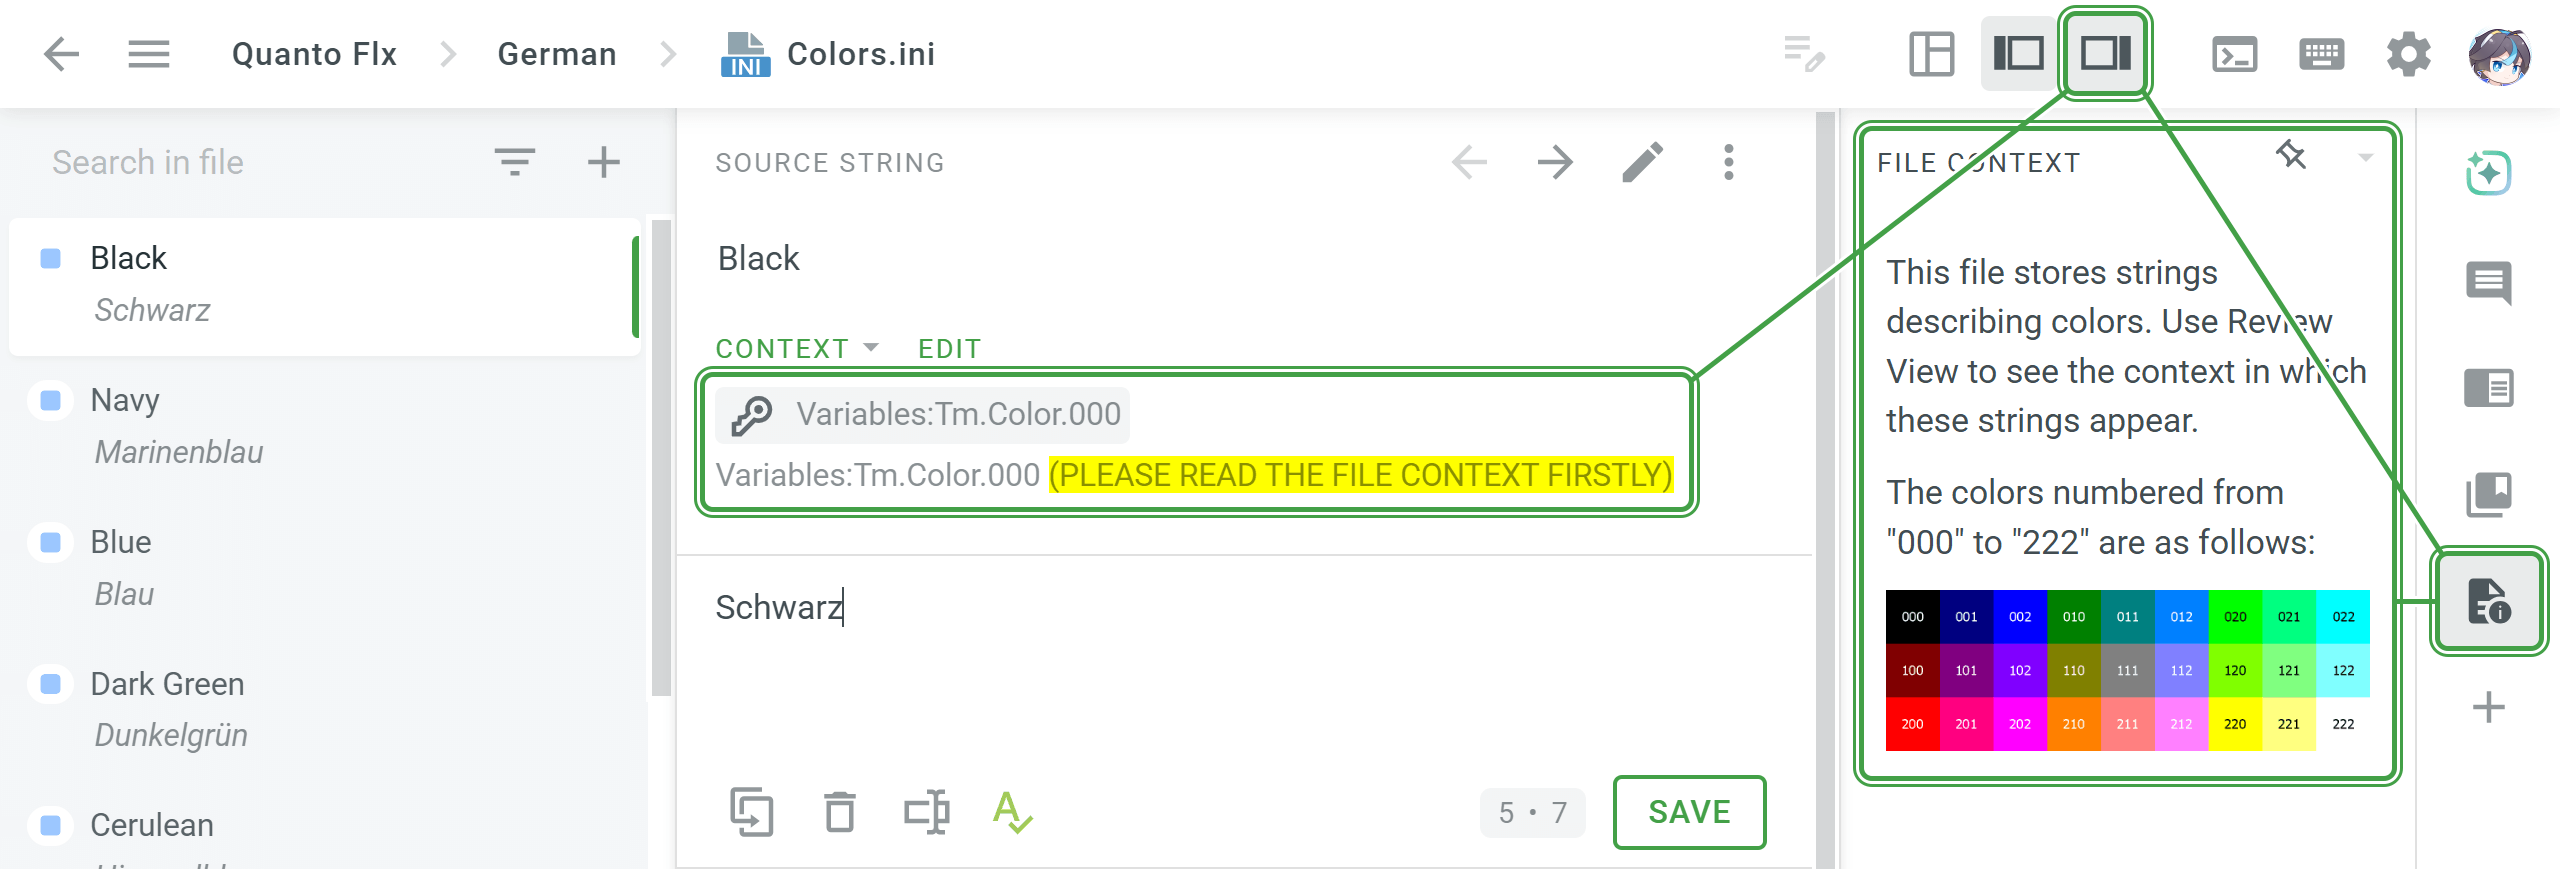 Quanto Flx
German
INI
Colors.ini
Search in file
Black
Schwarz
Navy
Marinenblau
Blue
Blau
Dark Green
Dunkelgrün
Cerulean
SOURCE STRING
Black
CONTEXT
EDIT
Variables:Tm.Color.000
Variables:Tm.Color.000 (PLEASE READ THE FILE CONTEXT FIRSTLY)
Schwarz
5 • 7
SAVE
FILE CONTEXT
This file stores strings
describing colors. Use Review
View to see the context in which
these strings appear.
The colors numbered from
"000" to "222" are as follows:
000 001 002 010 011 012 020 021 022
100 101 102 110 111 112 120 121 122
200 201 202 210 211 212 220 221 222